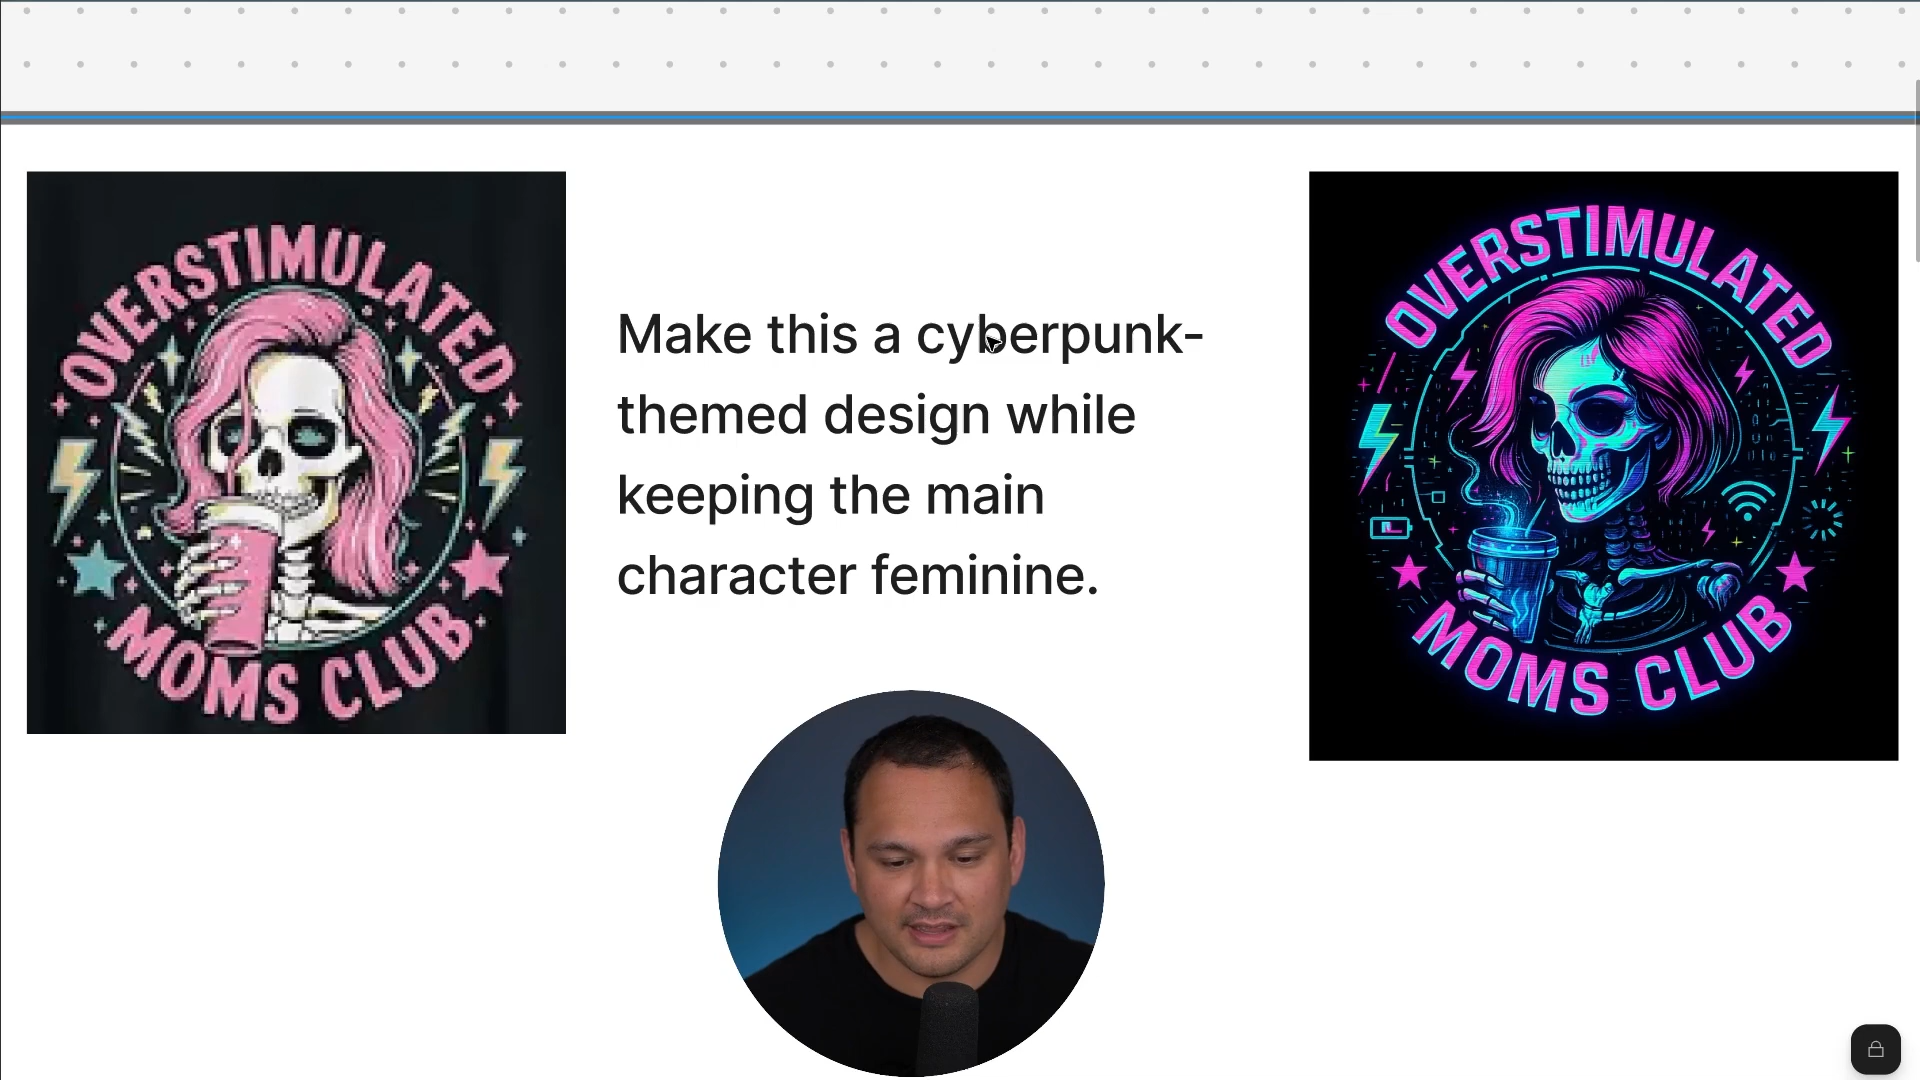 OVERSTIMULATED
MOMS CLUB
Make this a cyberpunk-
themed design while
keeping the main
character feminine.
OVERSTIMULATED
MOMS CLUB